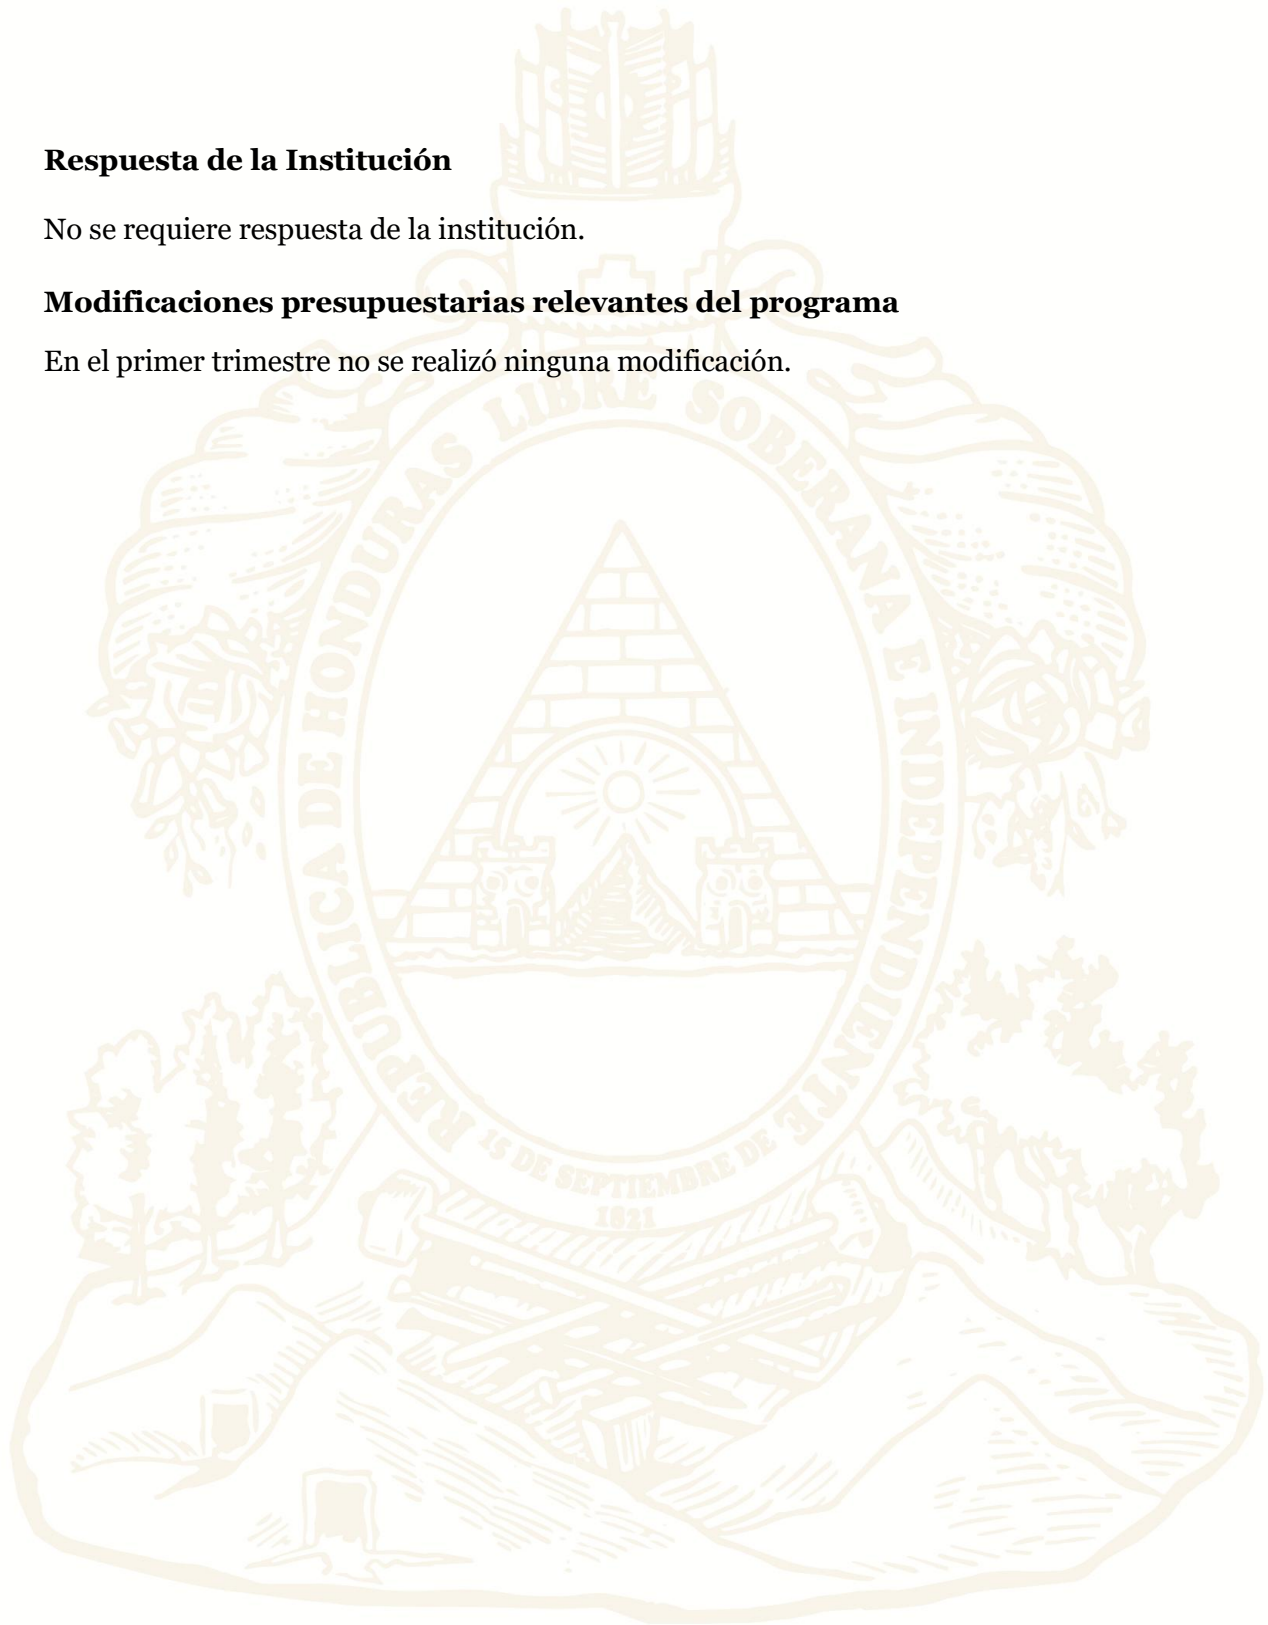 Respuesta de la Institución
No se requiere respuesta de la institución.
Modificaciones presupuestarias relevantes del programa
En el primer trimestre no se realizó ninguna modificación.
REPUBLICA DE HONDURAS LIBRE SOBERANA E INDEPENDIENTE
15 DE SEPTIEMBRE DE
1821